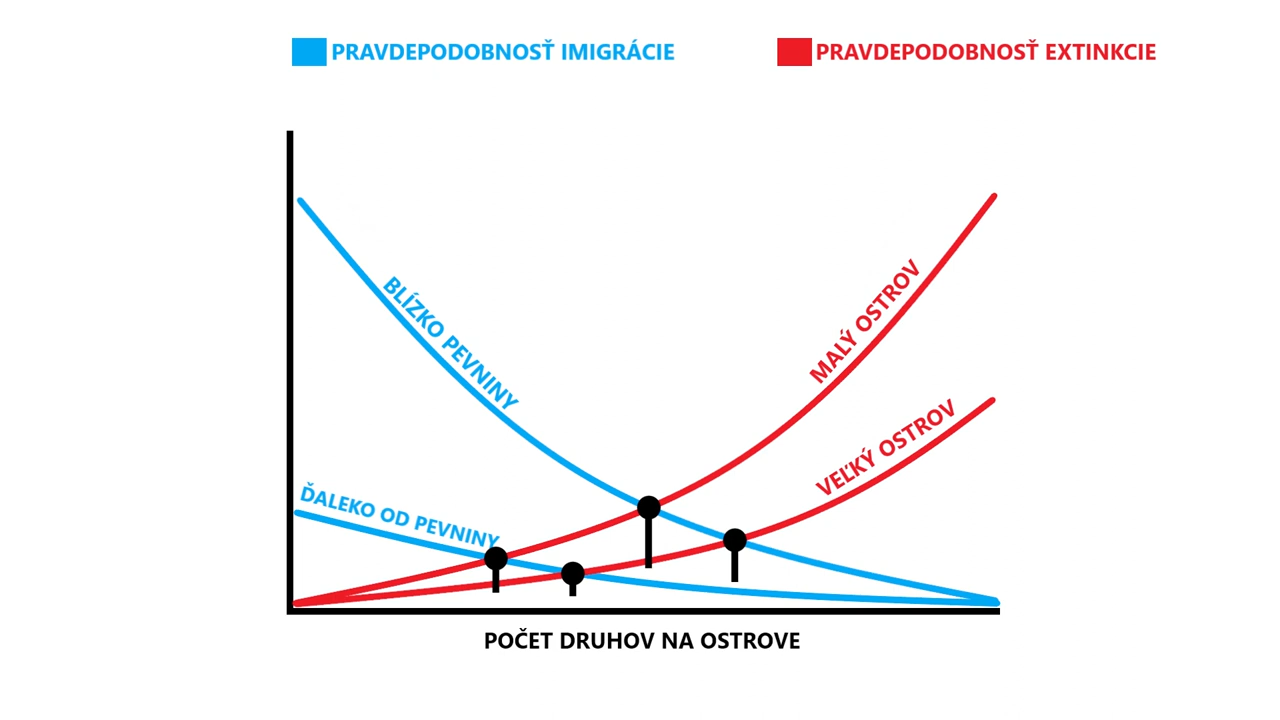 PRAVDEPODOBNOSŤ IMIGRÁCIE
PRAVDEPODOBNOSŤ EXTINKCIE
BLÍZKO PEVNINY
MALÝ OSTROV
VEĽKÝ OSTROV
ĎALEKO OD PEVNINY
POČET DRUHOV NA OSTROVE